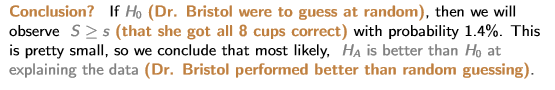 Conclusion? If H₀ (Dr. Bristol were to guess at random), then we will
observe S ≥ s (that she got all 8 cups correct) with probability 1.4%. This
is pretty small, so we conclude that most likely, H_A is better than H₀ at
explaining the data (Dr. Bristol performed better than random guessing).